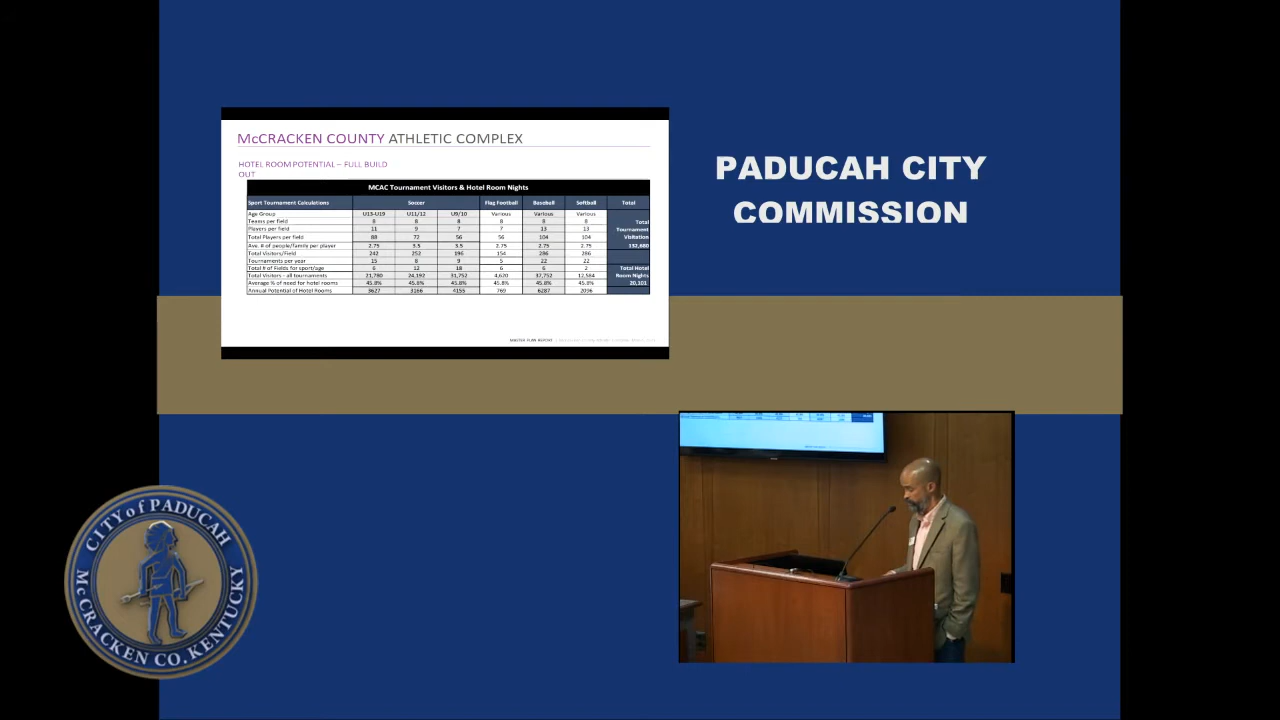 McCRACKEN COUNTY ATHLETIC COMPLEX
HOTEL ROOM POTENTIAL – FULL BUILD
OUT
MCAC Tournament Visitors & Hotel Room Nights
Sport Tournament Calculations Soccer Flag Football Baseball Softball Total
Age Group U13-U19 U11/12 U9/10 Various Various Various
Teams per field 8 8 8 8 8 8
Players per field 11 9 7 7 13 13
Total Players per field 88 72 56 56 104 104
Ave. # of people/family per player 2.75 3.5 3.5 2.75 2.75 2.75
Total Visitors/Field 242 252 196 154 286 286
Tournaments per year 15 8 9 5 22 22
Total # of Fields for sport/age 6 12 18 6 6 2
Total Visitors - all tournaments 21,780 24,192 31,752 4,620 37,752 12,584
Average % of need for hotel rooms 45.8% 45.8% 45.8% 45.8% 45.8% 45.8%
Annual Potential of Hotel Rooms 3627 3166 4155 769 6287 2096
Total
Tournament
Visitation
132,680
Total Hotel
Room Nights
20,101
MASTER PLAN REPORT
PADUCAH CITY
COMMISSION
CITY of PADUCAH
McCRACKEN CO. KENTUCKY